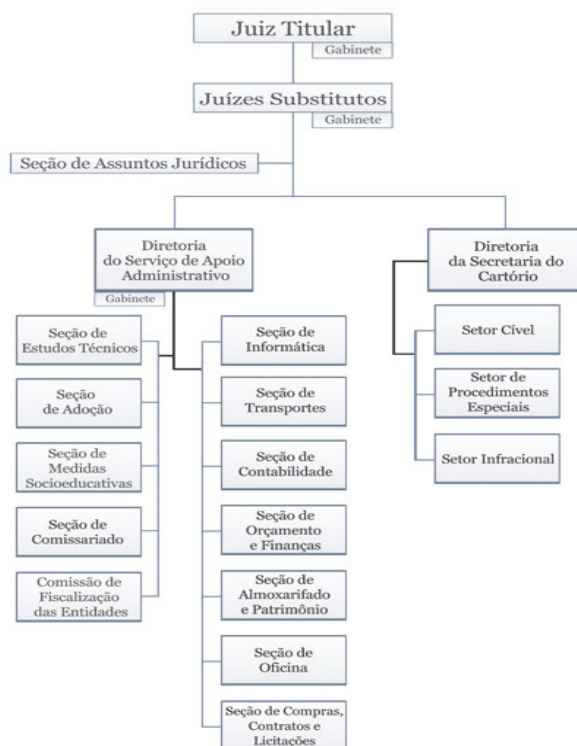 Juiz Titular
Gabinete
Juízes Substitutos
Gabinete
Seção de Assuntos Jurídicos
Diretoria
do Serviço de Apoio
Administrativo
Gabinete
Diretoria
da Secretaria do
Cartório
Seção de
Estudos Técnicos
Seção
de Adoção
Seção de
Medidas
Socioeducativas
Seção de
Comissariado
Comissão de
Fiscalização
das Entidades
Seção de
Informática
Seção de
Transportes
Seção de
Contabilidade
Seção de
Orçamento
e Finanças
Seção de
Almoxarifado
e Patrimônio
Seção de
Oficina
Seção de Compras,
Contratos e
Licitações
Setor Cível
Setor de
Procedimentos
Especiais
Setor Infracional